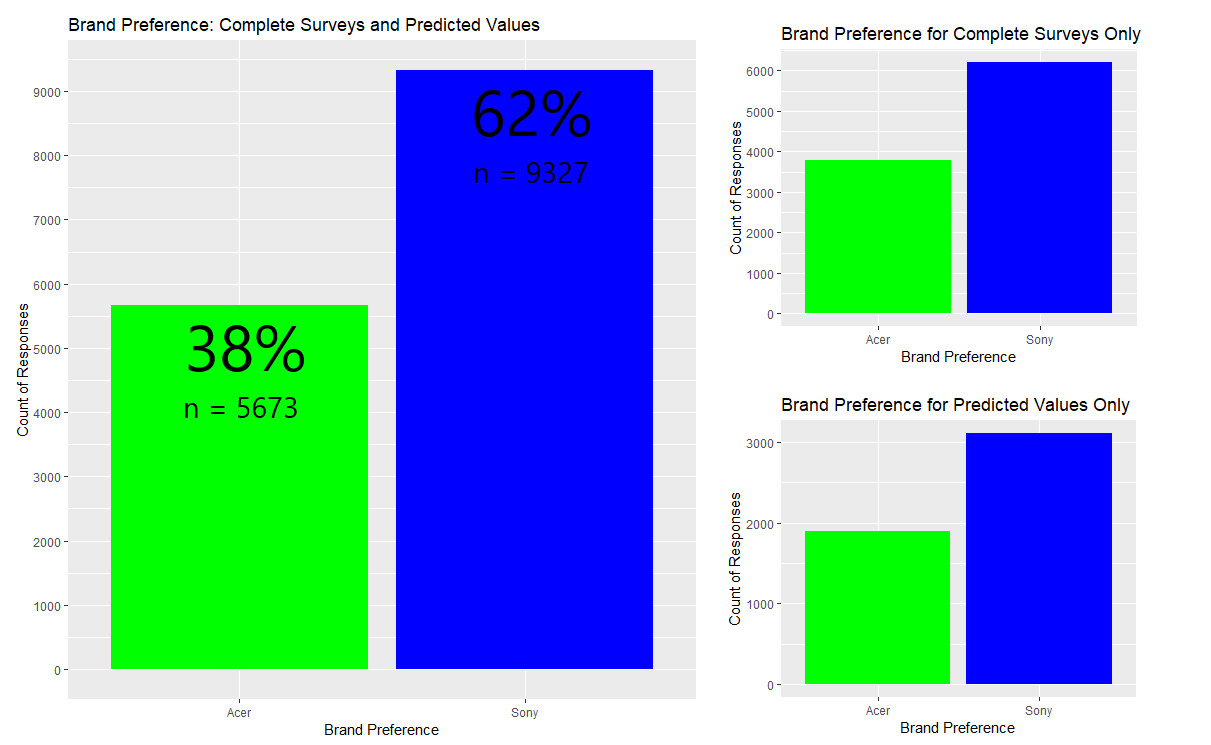 Brand Preference: Complete Surveys and Predicted Values
Count of Responses
9000
8000
7000
6000
5000
4000
3000
2000
1000
0
38%
n = 5673
62%
n = 9327
Acer
Sony
Brand Preference
Brand Preference for Complete Surveys Only
Count of Responses
6000
5000
4000
3000
2000
1000
0
Acer
Sony
Brand Preference
Brand Preference for Predicted Values Only
Count of Responses
3000
2000
1000
0
Acer
Sony
Brand Preference